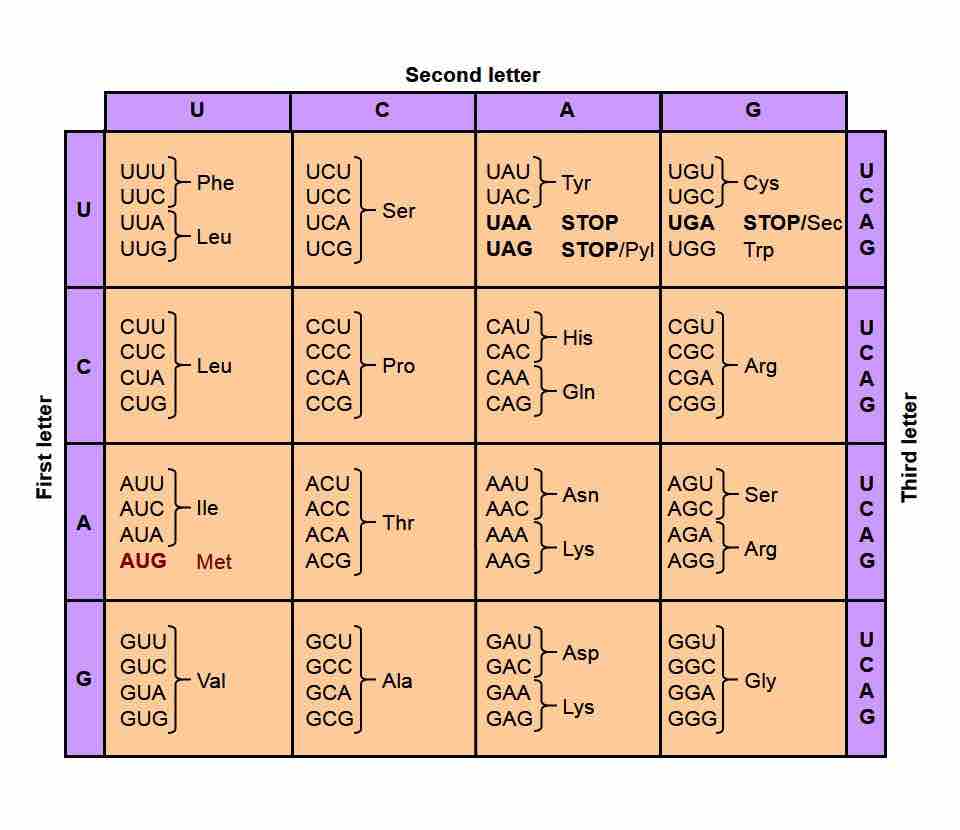 Second letter
U C A G
First letter
Third letter
U
UUU
UUC
UUA
UUG
Phe
Leu
UCU
UCC
UCA
UCG
Ser
UAU
UAC
Tyr
UAA STOP
UAG STOP/Pyl
UGU
UGC
Cys
UGA STOP/Sec
UGG Trp
U
C
A
G
C
CUU
CUC
CUA
CUG
Leu
CCU
CCC
CCA
CCG
Pro
CAU
CAC
His
CAA
CAG
Gln
CGU
CGC
CGA
CGG
Arg
U
C
A
G
A
AUU
AUC
AUA
Ile
AUG Met
ACU
ACC
ACA
ACG
Thr
AAU
AAC
Asn
AAA
AAG
Lys
AGU
AGC
Ser
AGA
AGG
Arg
U
C
A
G
G
GUU
GUC
GUA
GUG
Val
GCU
GCC
GCA
GCG
Ala
GAU
GAC
Asp
GAA
GAG
Lys
GGU
GGC
GGA
GGG
Gly
U
C
A
G